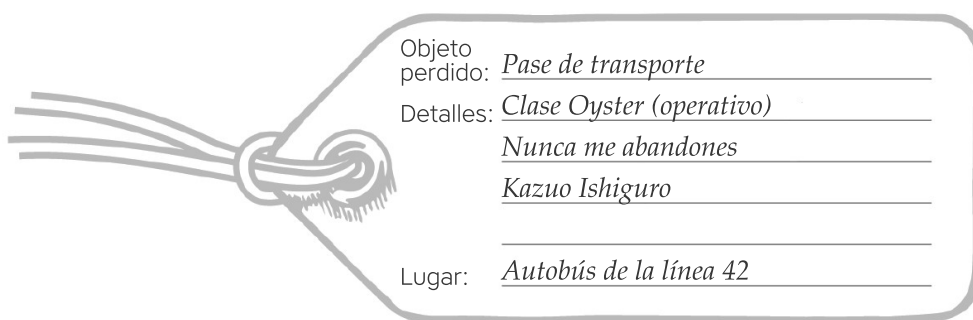 Objeto
perdido: Pase de transporte
Detalles: Clase Oyster (operativo)
Nunca me abandones
Kazuo Ishiguro
Lugar: Autobús de la línea 42